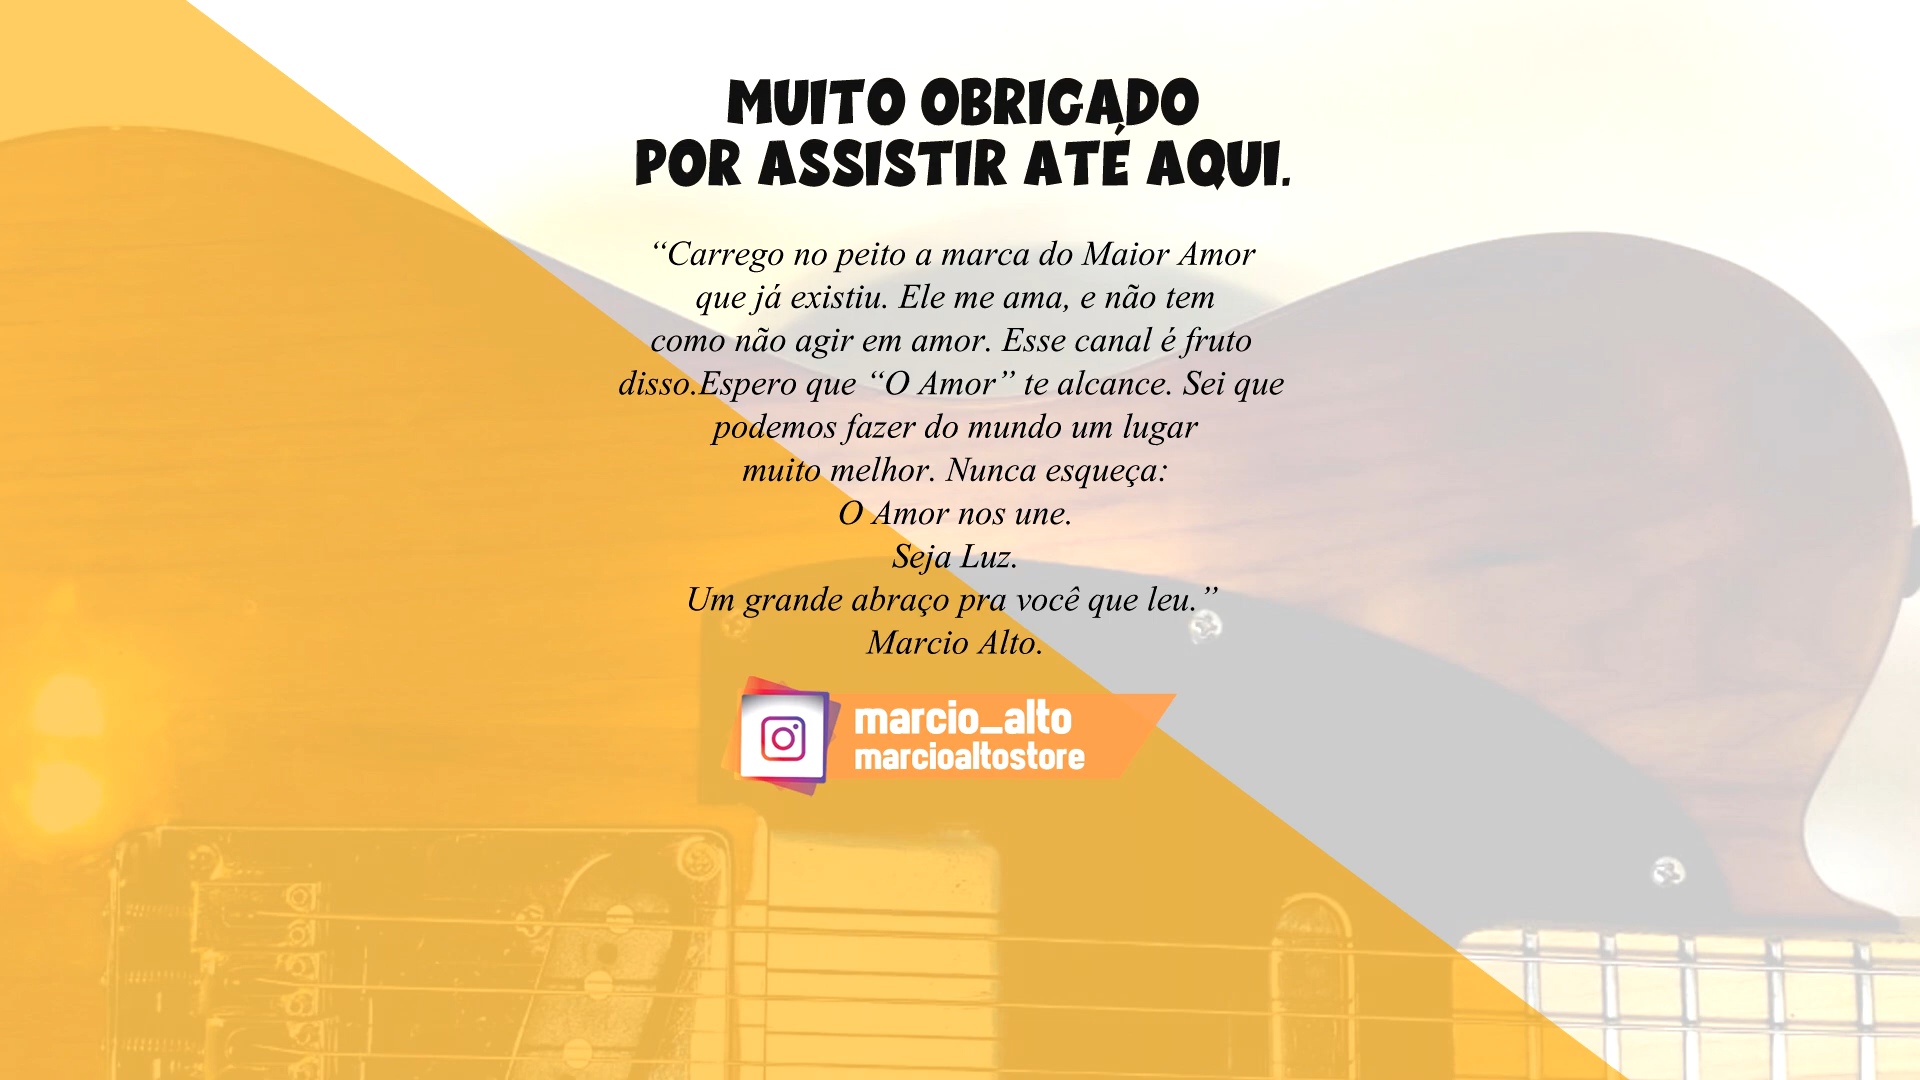 MUITO OBRIGADO
POR ASSISTIR ATÉ AQUI.
“Carrego no peito a marca do Maior Amor
que já existiu. Ele me ama, e não tem
como não agir em amor. Esse canal é fruto
disso.Espero que “O Amor” te alcance. Sei que
podemos fazer do mundo um lugar
muito melhor. Nunca esqueça:
O Amor nos une.
Seja Luz.
Um grande abraço pra você que leu.”
Marcio Alto.
marcio_alto
marcioaltostore